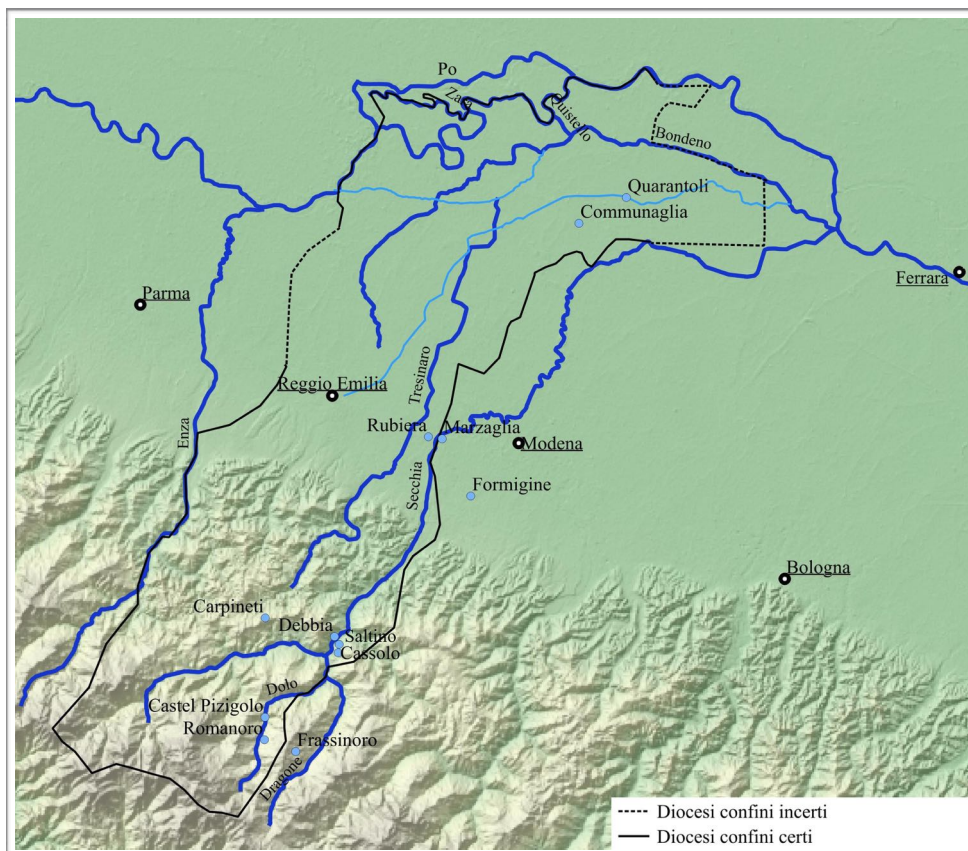 Po
Zara
Quistello
Bondeno
Quarantoli
Communaglia
Ferrara
Parma
Reggio Emilia
Tresinaro
Enza
Rubiera
Marzaglia
Modena
Secchia
Formigine
Bologna
Carpineti
Debbia
Saltino
Cassolo
Dolo
Castel Pizigolo
Romanoro
Frassinoro
Dragone
Diocesi confini incerti
Diocesi confini certi